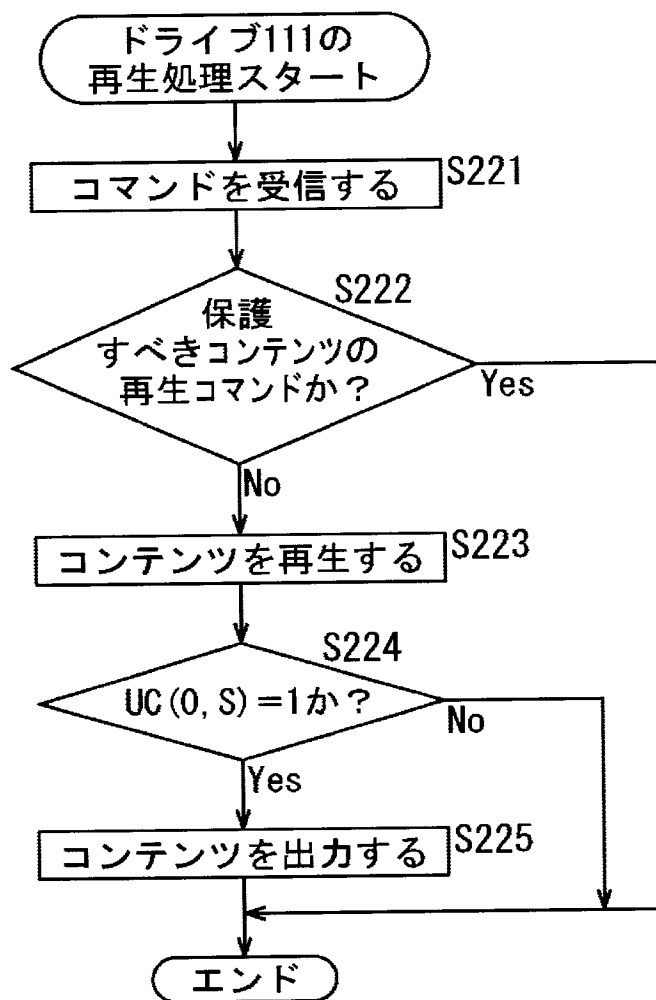 ドライブ111の
再生処理スタート
コマンドを受信する
S221
S222
保護
すべきコンテンツの
再生コマンドか？
Yes
No
コンテンツを再生する
S223
S224
UC(0,S)=1か？
No
Yes
コンテンツを出力する
S225
エンド